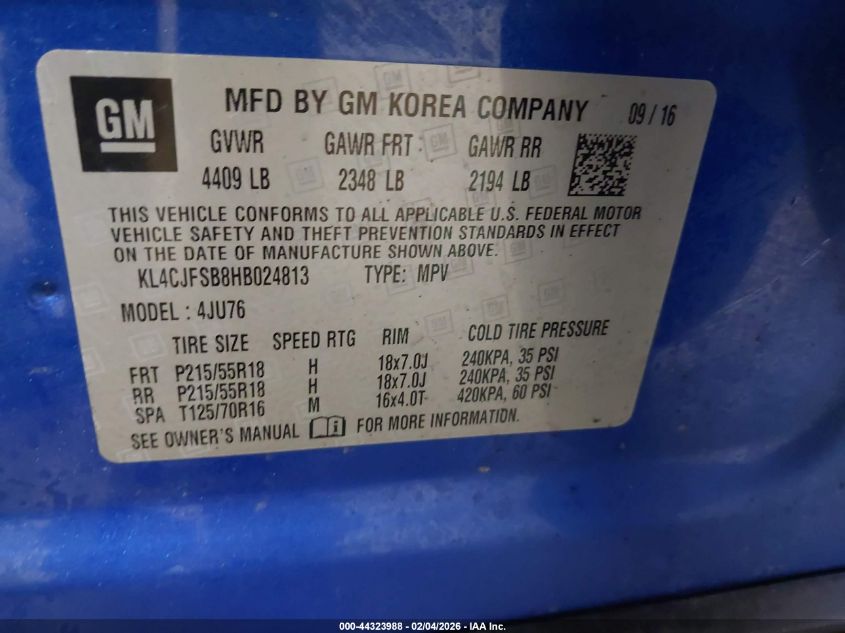 GM
MFD BY GM KOREA COMPANY 09 / 16
GVWR GAWR FRT GAWR RR
4409 LB 2348 LB 2194 LB
THIS VEHICLE CONFORMS TO ALL APPLICABLE U.S. FEDERAL MOTOR
VEHICLE SAFETY AND THEFT PREVENTION STANDARDS IN EFFECT
ON THE DATE OF MANUFACTURE SHOWN ABOVE.
KL4CJFSB8HB024813 TYPE: MPV
MODEL : 4JU76
TIRE SIZE SPEED RTG RIM COLD TIRE PRESSURE
FRT P215/55R18 H 18x7.0J 240KPA, 35 PSI
RR P215/55R18 H 18x7.0J 240KPA, 35 PSI
SPA T125/70R16 M 16x4.0T 420KPA, 60 PSI
SEE OWNER'S MANUAL i FOR MORE INFORMATION.
000-44323988 - 02/04/2026 - IAA Inc.